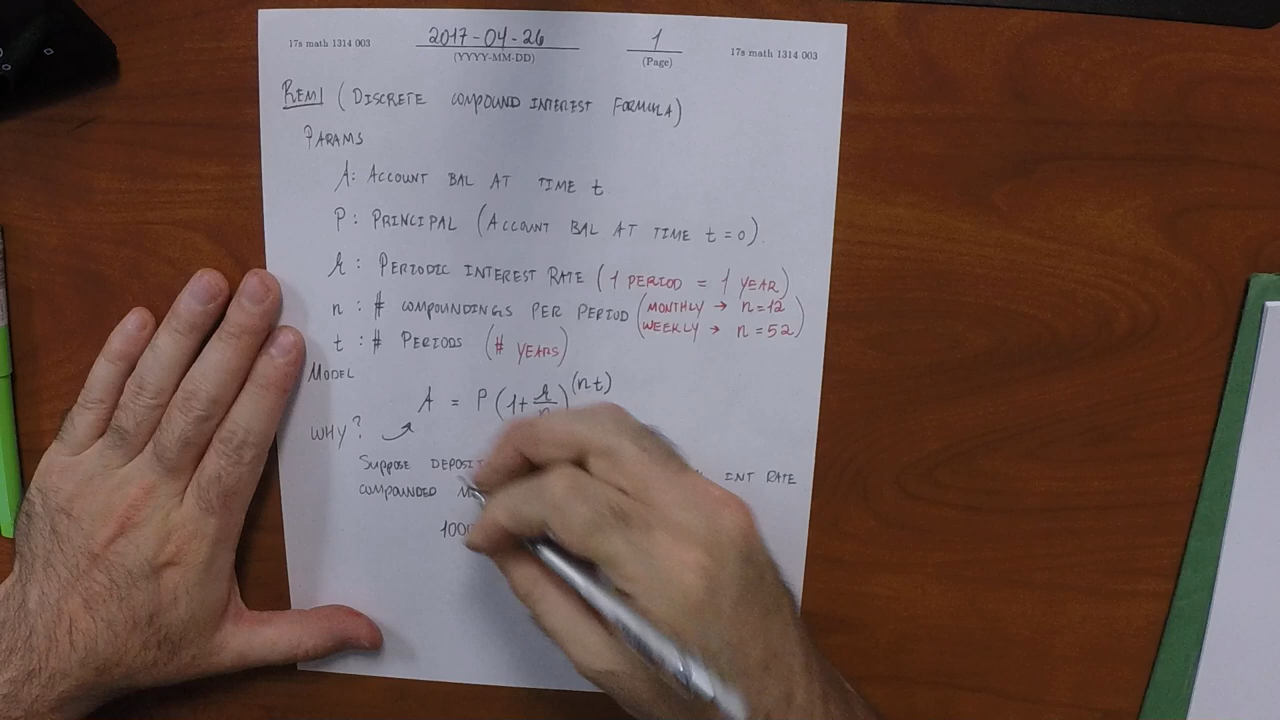 17s math 1314 003 2017-04-26 1 17s math 1314 003
(YYYY-MM-DD) (Page)
REM1 (DISCRETE COMPOUND INTEREST FORMULA)
PARAMS
A: ACCOUNT BAL AT TIME t
P: PRINCIPAL (ACCOUNT BAL AT TIME t=0).
r: PERIODIC INTEREST RATE (1 PERIOD = 1 YEAR)
n: # COMPOUNDINGS PER PERIOD (MONTHLY → n=12
WEEKLY → n=52)
t: # PERIODS (# YEARS)
MODEL
A = P(1+r/n)^(nt)
WHY?
SUPPOSE DEPOSIT INT RATE
COMPOUNDED